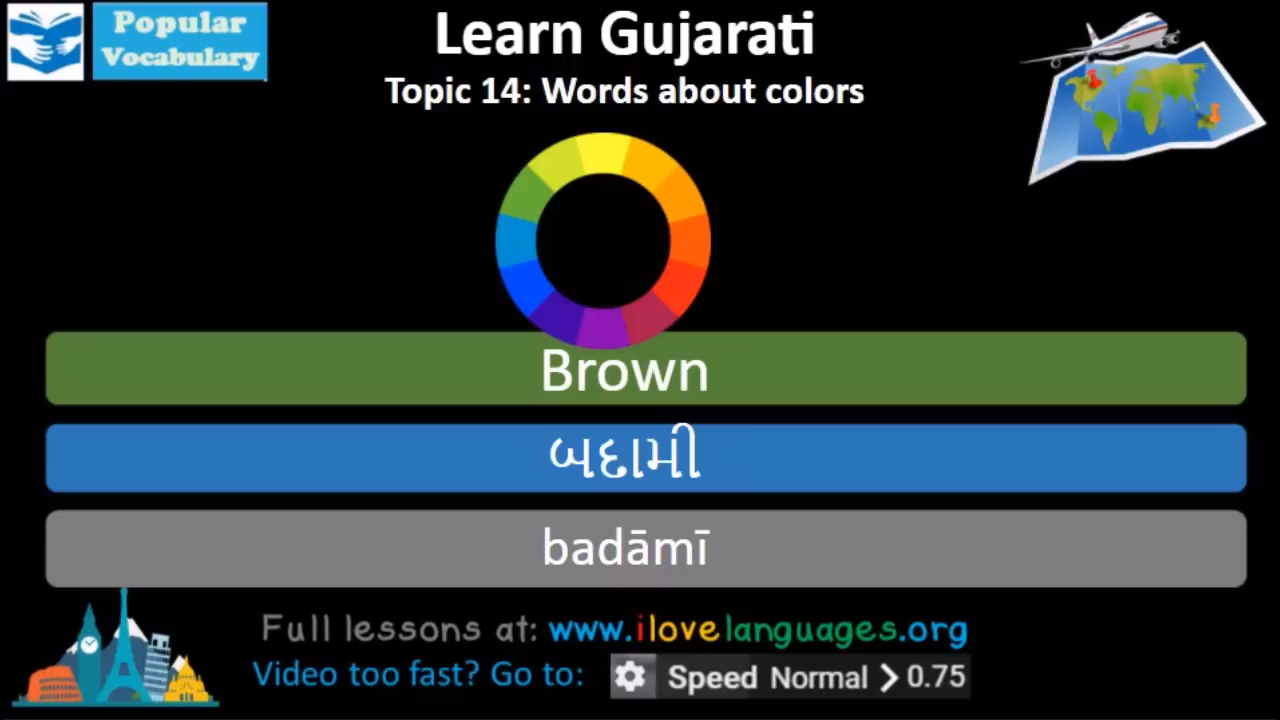 Popular
Vocabulary
Learn Gujarati
Topic 14: Words about colors
Brown
બદામી
badāmī
Full lessons at: www.ilovelanguages.org
Video too fast? Go to: Speed Normal > 0.75